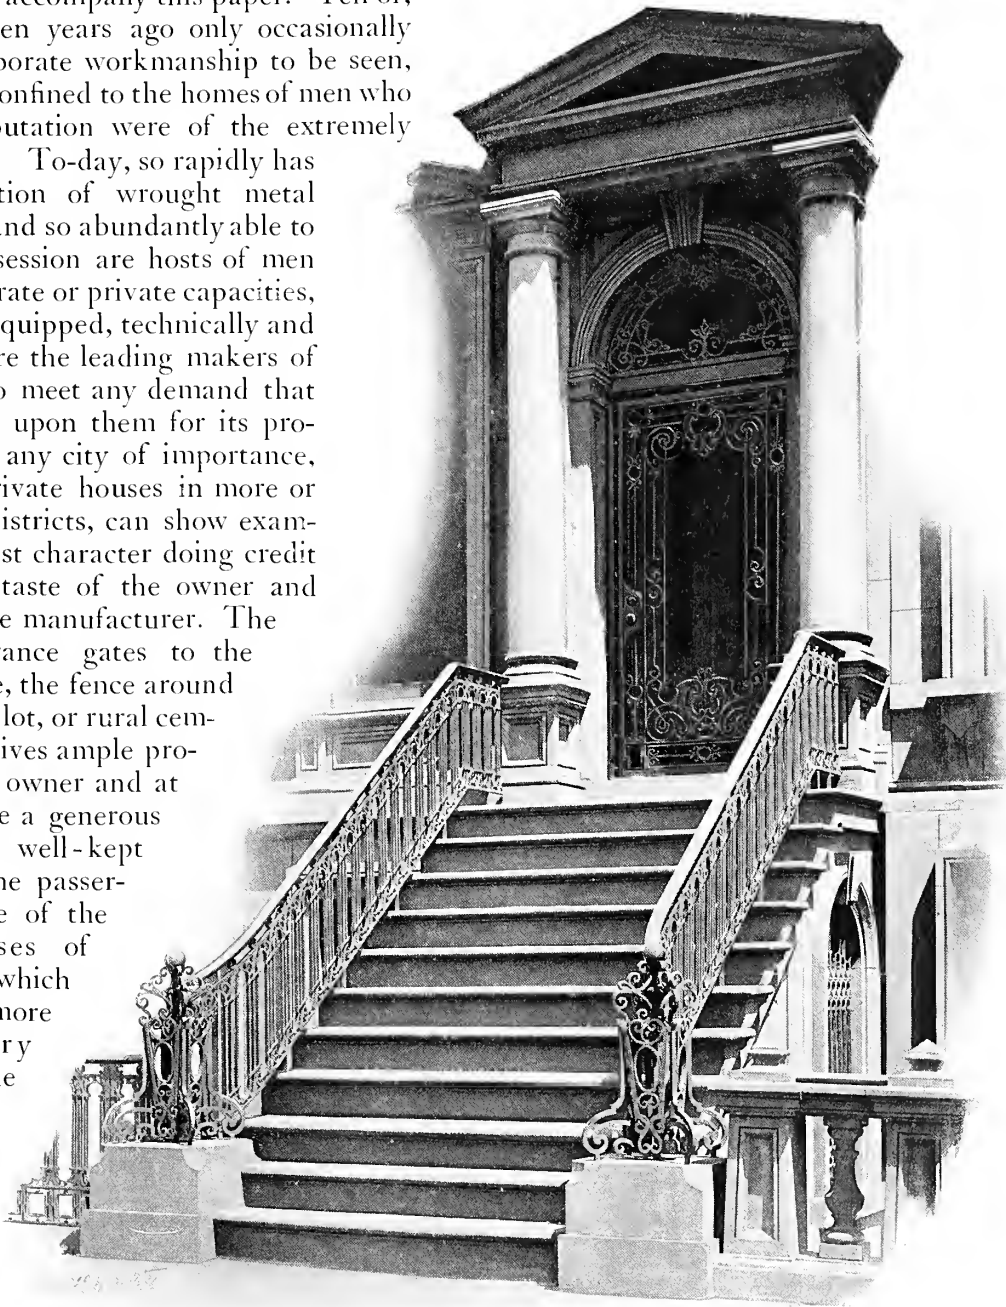 accompany this paper. Ten or,
en years ago only occasionally
porate workmanship to be seen,
onfined to the homes of men who
putation were of the extremely
To-day, so rapidly has
tion of wrought metal
nd so abundantly able to
session are hosts of men
rate or private capacities,
quipped, technically and
re the leading makers of
o meet any demand that
upon them for its pro-
any city of importance,
rivate houses in more or
istricts, can show exam-
st character doing credit
taste of the owner and
e manufacturer. The
rance gates to the
e, the fence around
lot, or rural cem-
ives ample pro-
owner and at
e a generous
well-kept
he passer-
e of the
ses of
which
more
ry
e